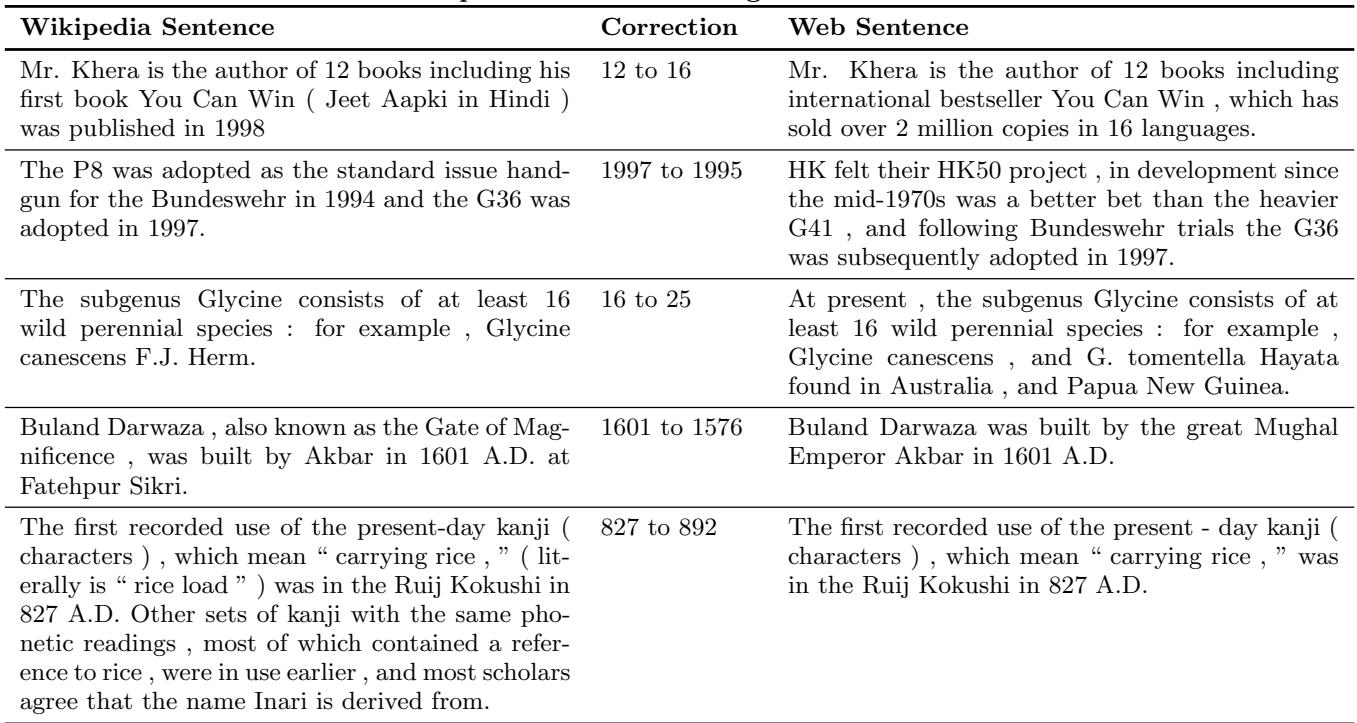 Wikipedia Sentence Correction Web Sentence
Mr. Khera is the author of 12 books including his
first book You Can Win ( Jeet Aapki in Hindi )
was published in 1998
12 to 16
Mr. Khera is the author of 12 books including
international bestseller You Can Win , which has
sold over 2 million copies in 16 languages.
The P8 was adopted as the standard issue hand-
gun for the Bundeswehr in 1994 and the G36 was
adopted in 1997.
1997 to 1995
HK felt their HK50 project , in development since
the mid-1970s was a better bet than the heavier
G41 , and following Bundeswehr trials the G36
was subsequently adopted in 1997.
The subgenus Glycine consists of at least 16
wild perennial species : for example , Glycine
canescens F.J. Herm.
16 to 25
At present , the subgenus Glycine consists of at
least 16 wild perennial species : for example ,
Glycine canescens , and G. tomentella Hayata
found in Australia , and Papua New Guinea.
Buland Darwaza , also known as the Gate of Mag-
nificence , was built by Akbar in 1601 A.D. at
Fatehpur Sikri.
1601 to 1576
Buland Darwaza was built by the great Mughal
Emperor Akbar in 1601 A.D.
The first recorded use of the present-day kanji (
characters ) , which mean “ carrying rice , ” ( lit-
erally is “ rice load ” ) was in the Ruij Kokushi in
827 A.D. Other sets of kanji with the same pho-
netic readings , most of which contained a refer-
ence to rice , were in use earlier , and most scholars
agree that the name Inari is derived from.
827 to 892
The first recorded use of the present - day kanji (
characters ) , which mean “ carrying rice , ” was
in the Ruij Kokushi in 827 A.D.